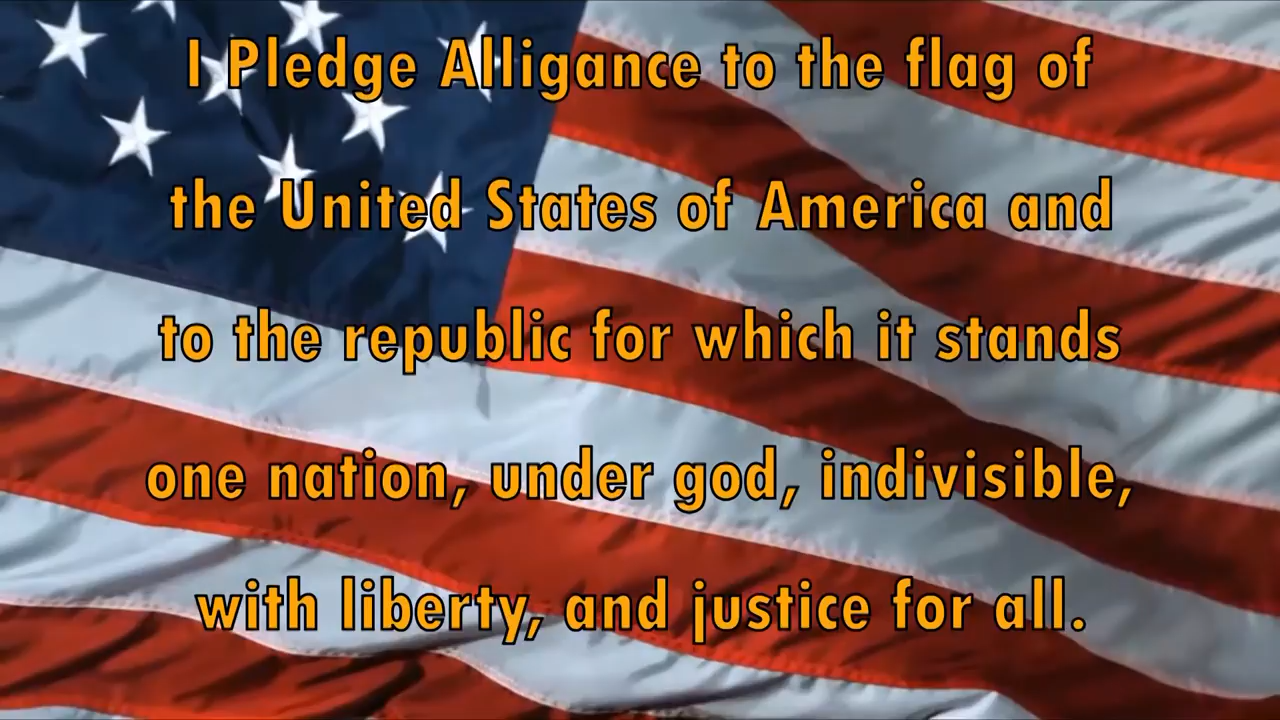 I Pledge Alligance to the flag of
the United States of America and
to the republic for which it stands
one nation, under god, indivisible,
with liberty, and justice for all.